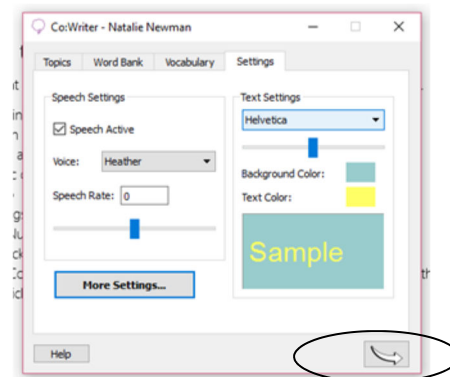 Co:Writer - Natalie Newman
Topics Word Bank Vocabulary Settings
Speech Settings
Speech Active
Voice: Heather
Speech Rate: 0
More Settings...
Text Settings
Helvetica
Background Color:
Text Color:
Sample
Help